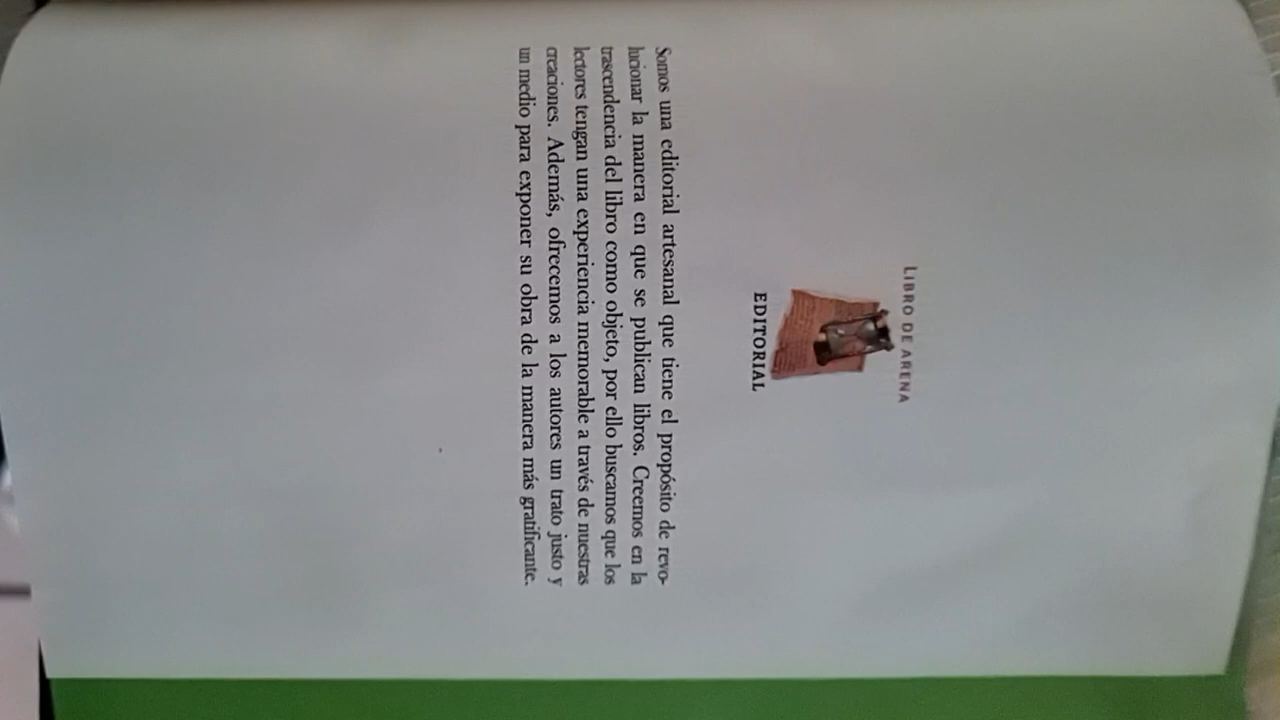 LIBRO DE ARENA
EDITORIAL
Somos una editorial artesanal que tiene el propósito de revo-
lucionar la manera en que se publican libros. Creemos en la
trascendencia del libro como objeto, por ello buscamos que los
lectores tengan una experiencia memorable a través de nuestras
creaciones. Además, ofrecemos a los autores un trato justo y
un medio para exponer su obra de la manera más gratificante.